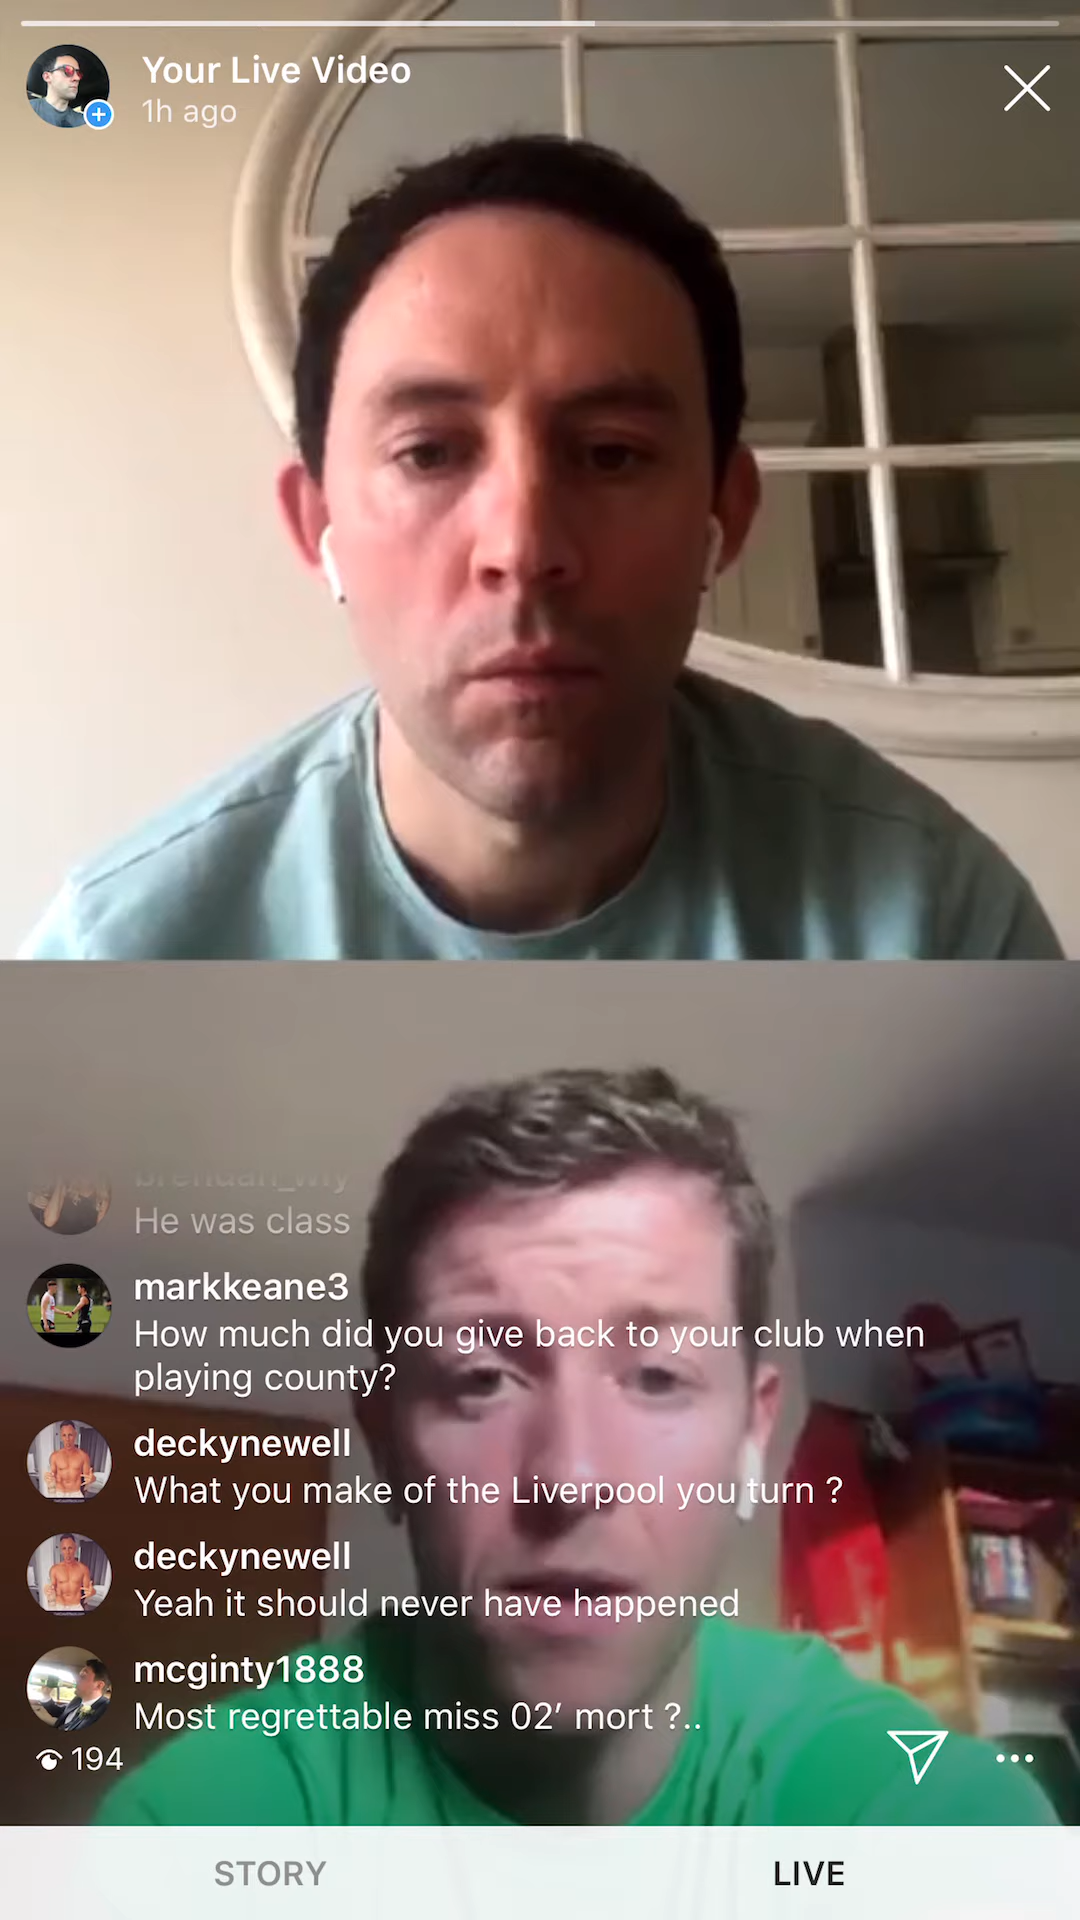 Your Live Video
1h ago
He was class
markkeane3
How much did you give back to your club when
playing county?
deckynewell
What you make of the Liverpool you turn ?
deckynewell
Yeah it should never have happened
mcginty1888
Most regrettable miss 02’ mort ?..
194
STORY
LIVE